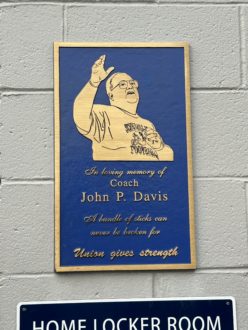 In loving memory of
Coach
John P. Davis
A bundle of sticks can
never be broken for
Union gives strength
HOME LOCKER ROOM